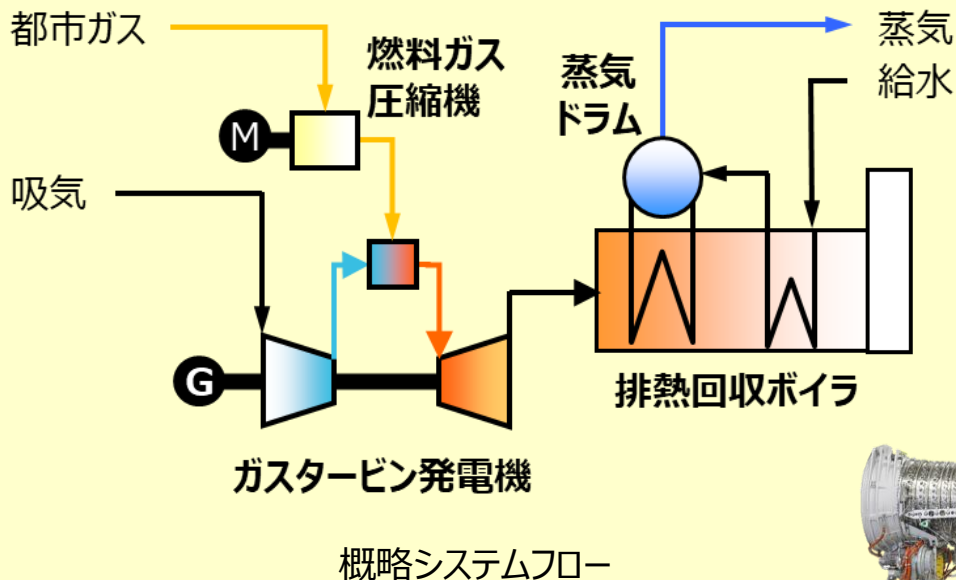 都市ガス
燃料ガス
圧縮機
蒸気
ドラム
蒸気
給水
M
吸気
G
排熱回収ボイラ
ガスタービン発電機
概略システムフロー